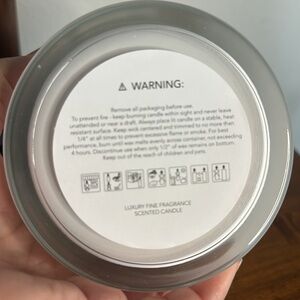 ⚠ WARNING:
Remove all packaging before use.
To prevent fire - keep burning candle within sight and never leave
unattended or near a draft. Always place lit candle on a stable, heat
resistant surface. Keep wick centered and trimmed to no more than
1/4" at all times to prevent excessive flame or smoke. For best
performance, burn until wax melts evenly across container, not exceeding
4 hours. Discontinue use when only 1/2" of wax remains on bottom.
Keep out of the reach of children and pets.
LUXURY FINE FRAGRANCE
SCENTED CANDLE